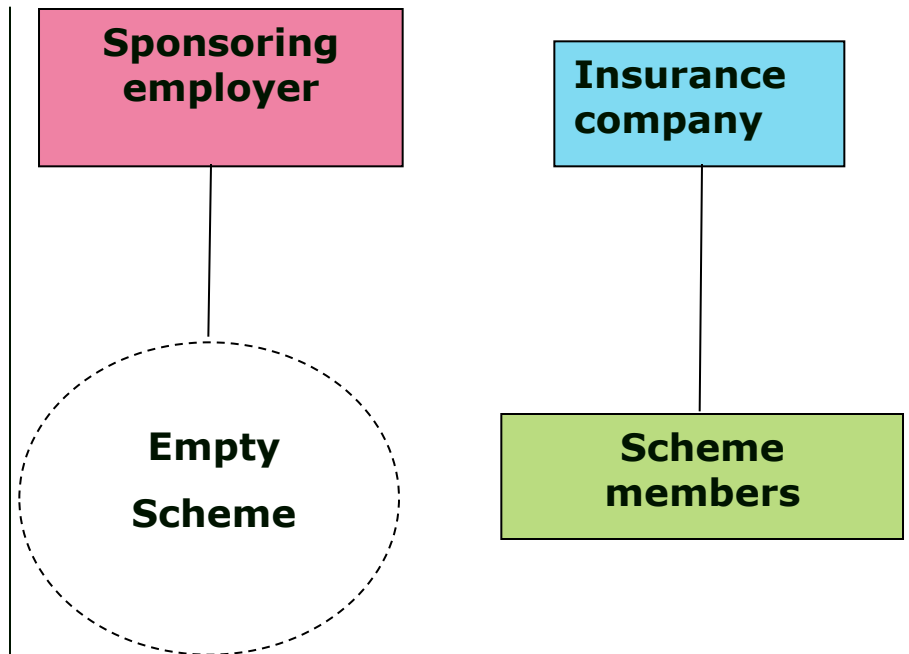 Sponsoring
employer
Insurance
company
Empty
Scheme
Scheme
members